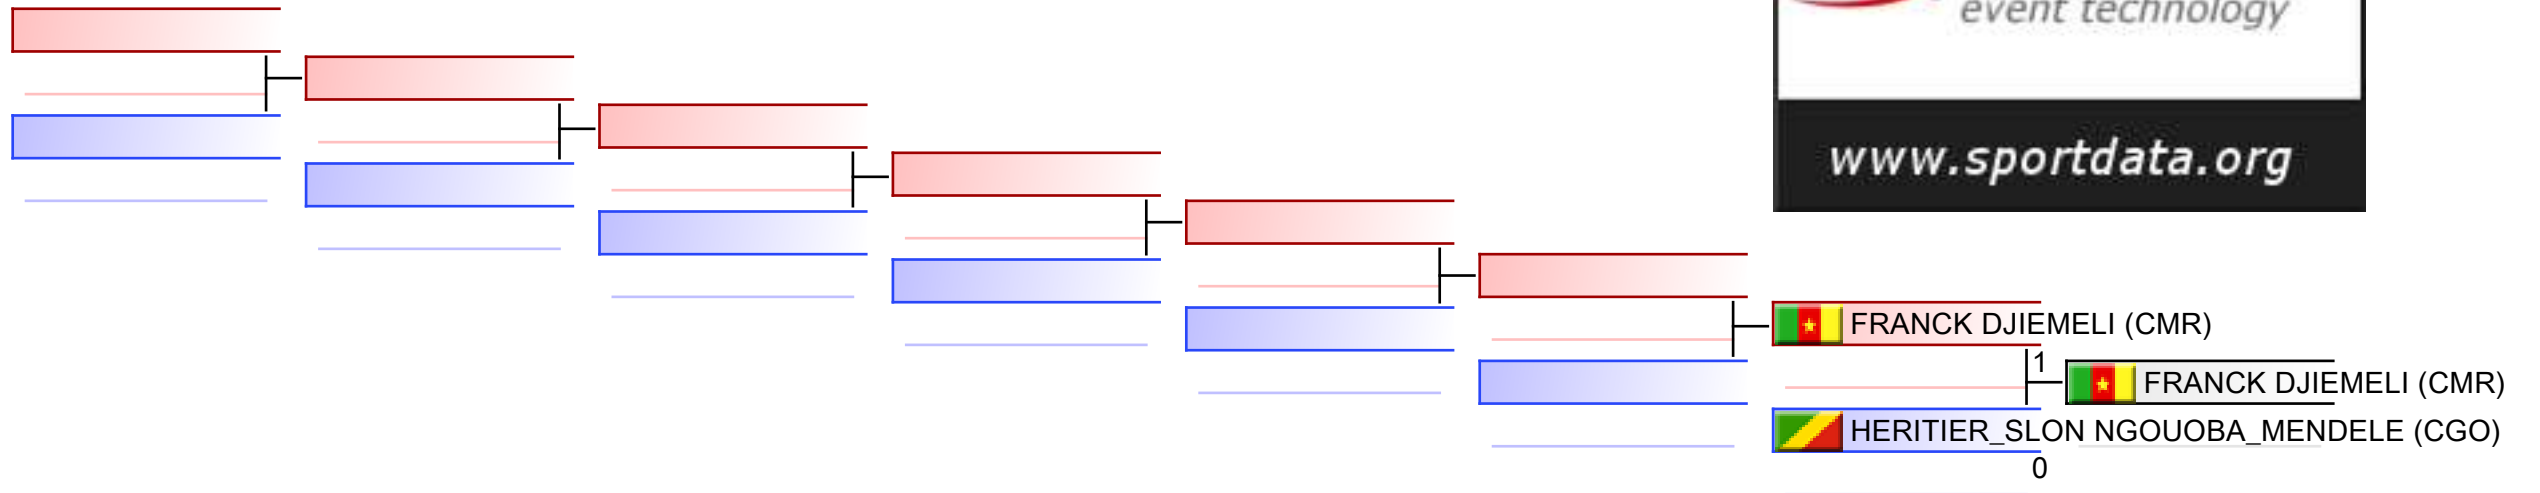 event technology
www.sportdata.org
FRANCK DJIEMELI (CMR)
1
FRANCK DJIEMELI (CMR)
HERITIER_SLON NGOUOBA_MENDELE (CGO)
0